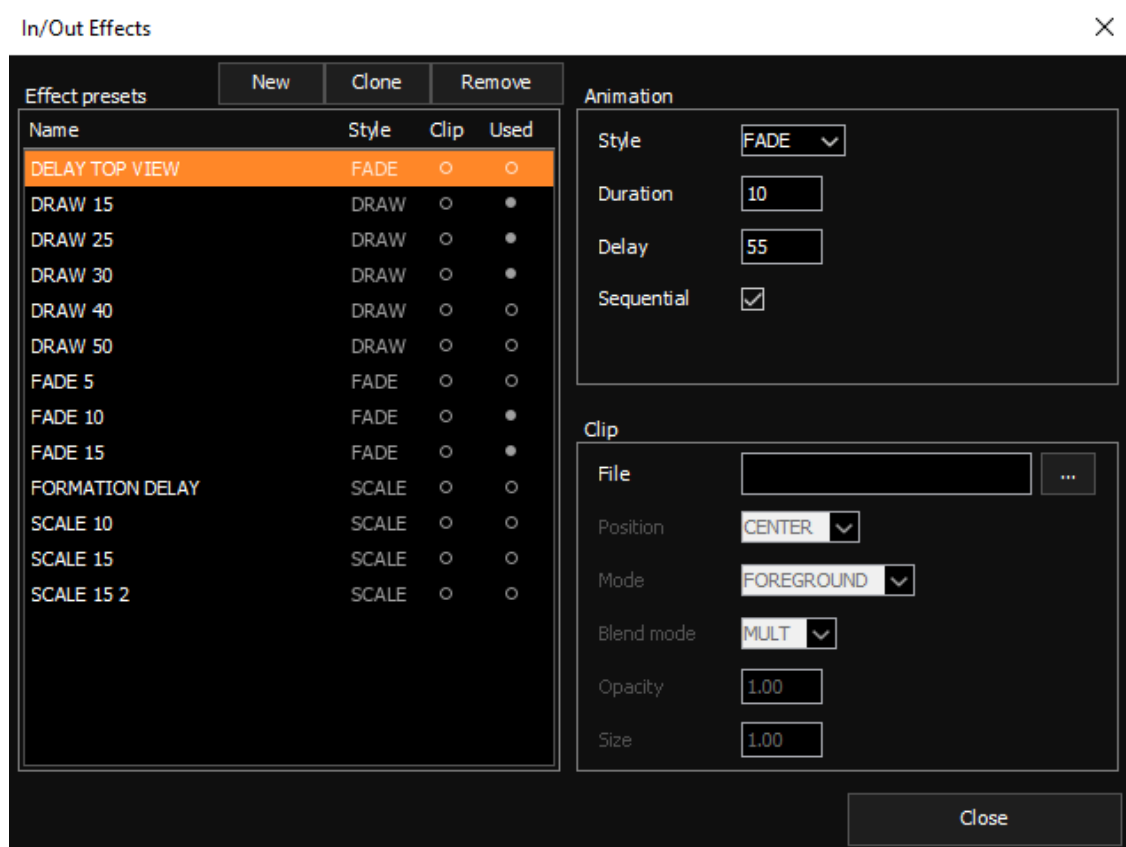 In/Out Effects
Effect presets New Clone Remove
Name Style Clip Used
DELAY TOP VIEW FADE
DRAW 15 DRAW
DRAW 25 DRAW
DRAW 30 DRAW
DRAW 40 DRAW
DRAW 50 DRAW
FADE 5 FADE
FADE 10 FADE
FADE 15 FADE
FORMATION DELAY SCALE
SCALE 10 SCALE
SCALE 15 SCALE
SCALE 15 2 SCALE
Animation
Style FADE
Duration 10
Delay 55
Sequential
Clip
File ...
Position CENTER
Mode FOREGROUND
Blend mode MULT
Opacity 1.00
Size 1.00
Close